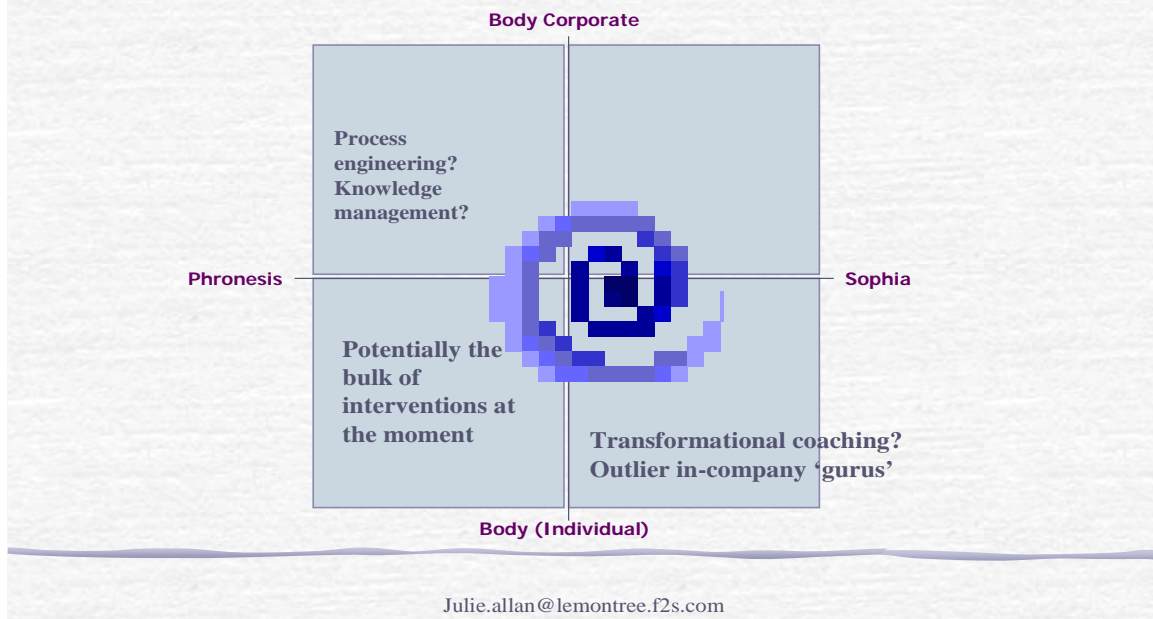 Body Corporate
Process
engineering?
Knowledge
management?
Phronesis
Sophia
Potentially the
bulk of
interventions at
the moment
Transformational coaching?
Outlier in-company ‘gurus’
Body (Individual)
Julie.allan@lemontree.f2s.com